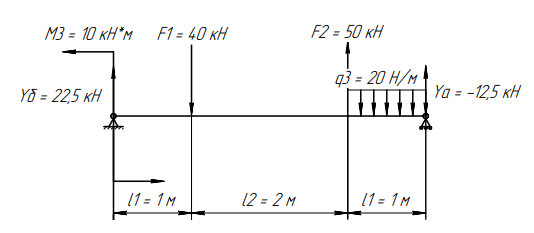 M3 = 10 кН*м
F1 = 40 кН
F2 = 50 кН
q3 = 20 Н/м
Yб = 22,5 кН
Ya = -12,5 кН
l1 = 1 м
l2 = 2 м
l1 = 1 м